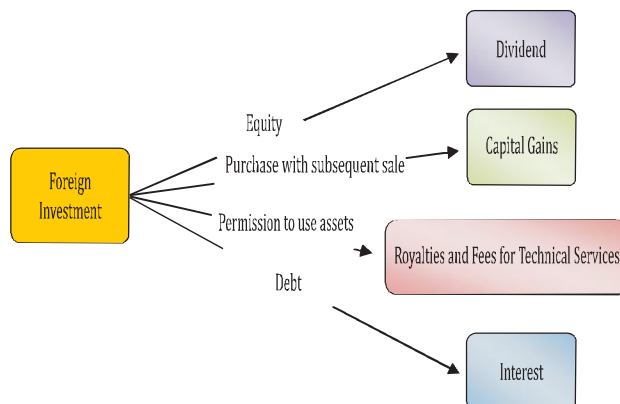 Dividend
Equity
Capital Gains
Purchase with subsequent sale
Foreign
Investment
Permission to use assets
Royalties and Fees for Technical Services
Debt
Interest